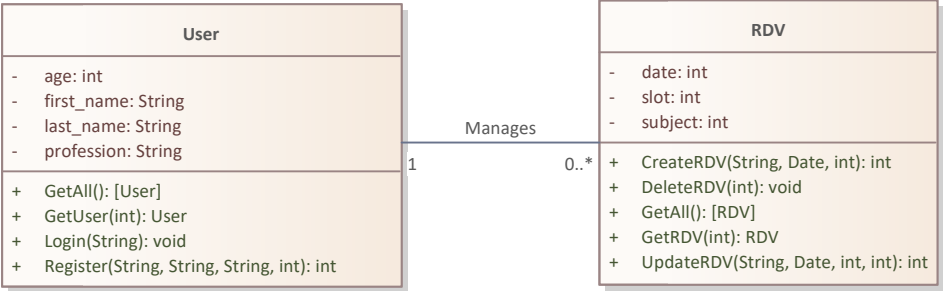 User
- age: int
- first_name: String
- last_name: String
- profession: String
+ GetAll(): [User]
+ GetUser(int): User
+ Login(String): void
+ Register(String, String, String, int): int
Manages
1
0..*
RDV
- date: int
- slot: int
- subject: int
+ CreateRDV(String, Date, int): int
+ DeleteRDV(int): void
+ GetAll(): [RDV]
+ GetRDV(int): RDV
+ UpdateRDV(String, Date, int, int): int